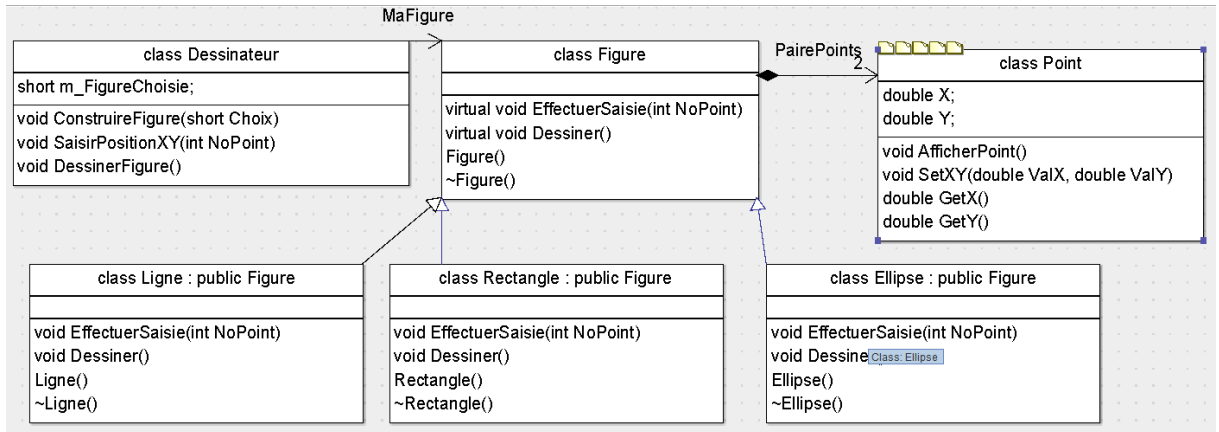 MaFigure
class Dessinateur
short m_FigureChoisie;
void ConstruireFigure(short Choix)
void SaisirPositionXY(int NoPoint)
void DessinerFigure()
class Figure
virtual void EffectuerSaisie(int NoPoint)
virtual void Dessiner()
Figure()
~Figure()
PairePoints
2
class Point
double X;
double Y;
void AfficherPoint()
void SetXY(double ValX, double ValY)
double GetX()
double GetY()
class Ligne : public Figure
void EffectuerSaisie(int NoPoint)
void Dessiner()
Ligne()
~Ligne()
class Rectangle : public Figure
void EffectuerSaisie(int NoPoint)
void Dessiner()
Rectangle()
~Rectangle()
class Ellipse : public Figure
void EffectuerSaisie(int NoPoint)
void Dessine
Class: Ellipse
Ellipse()
~Ellipse()